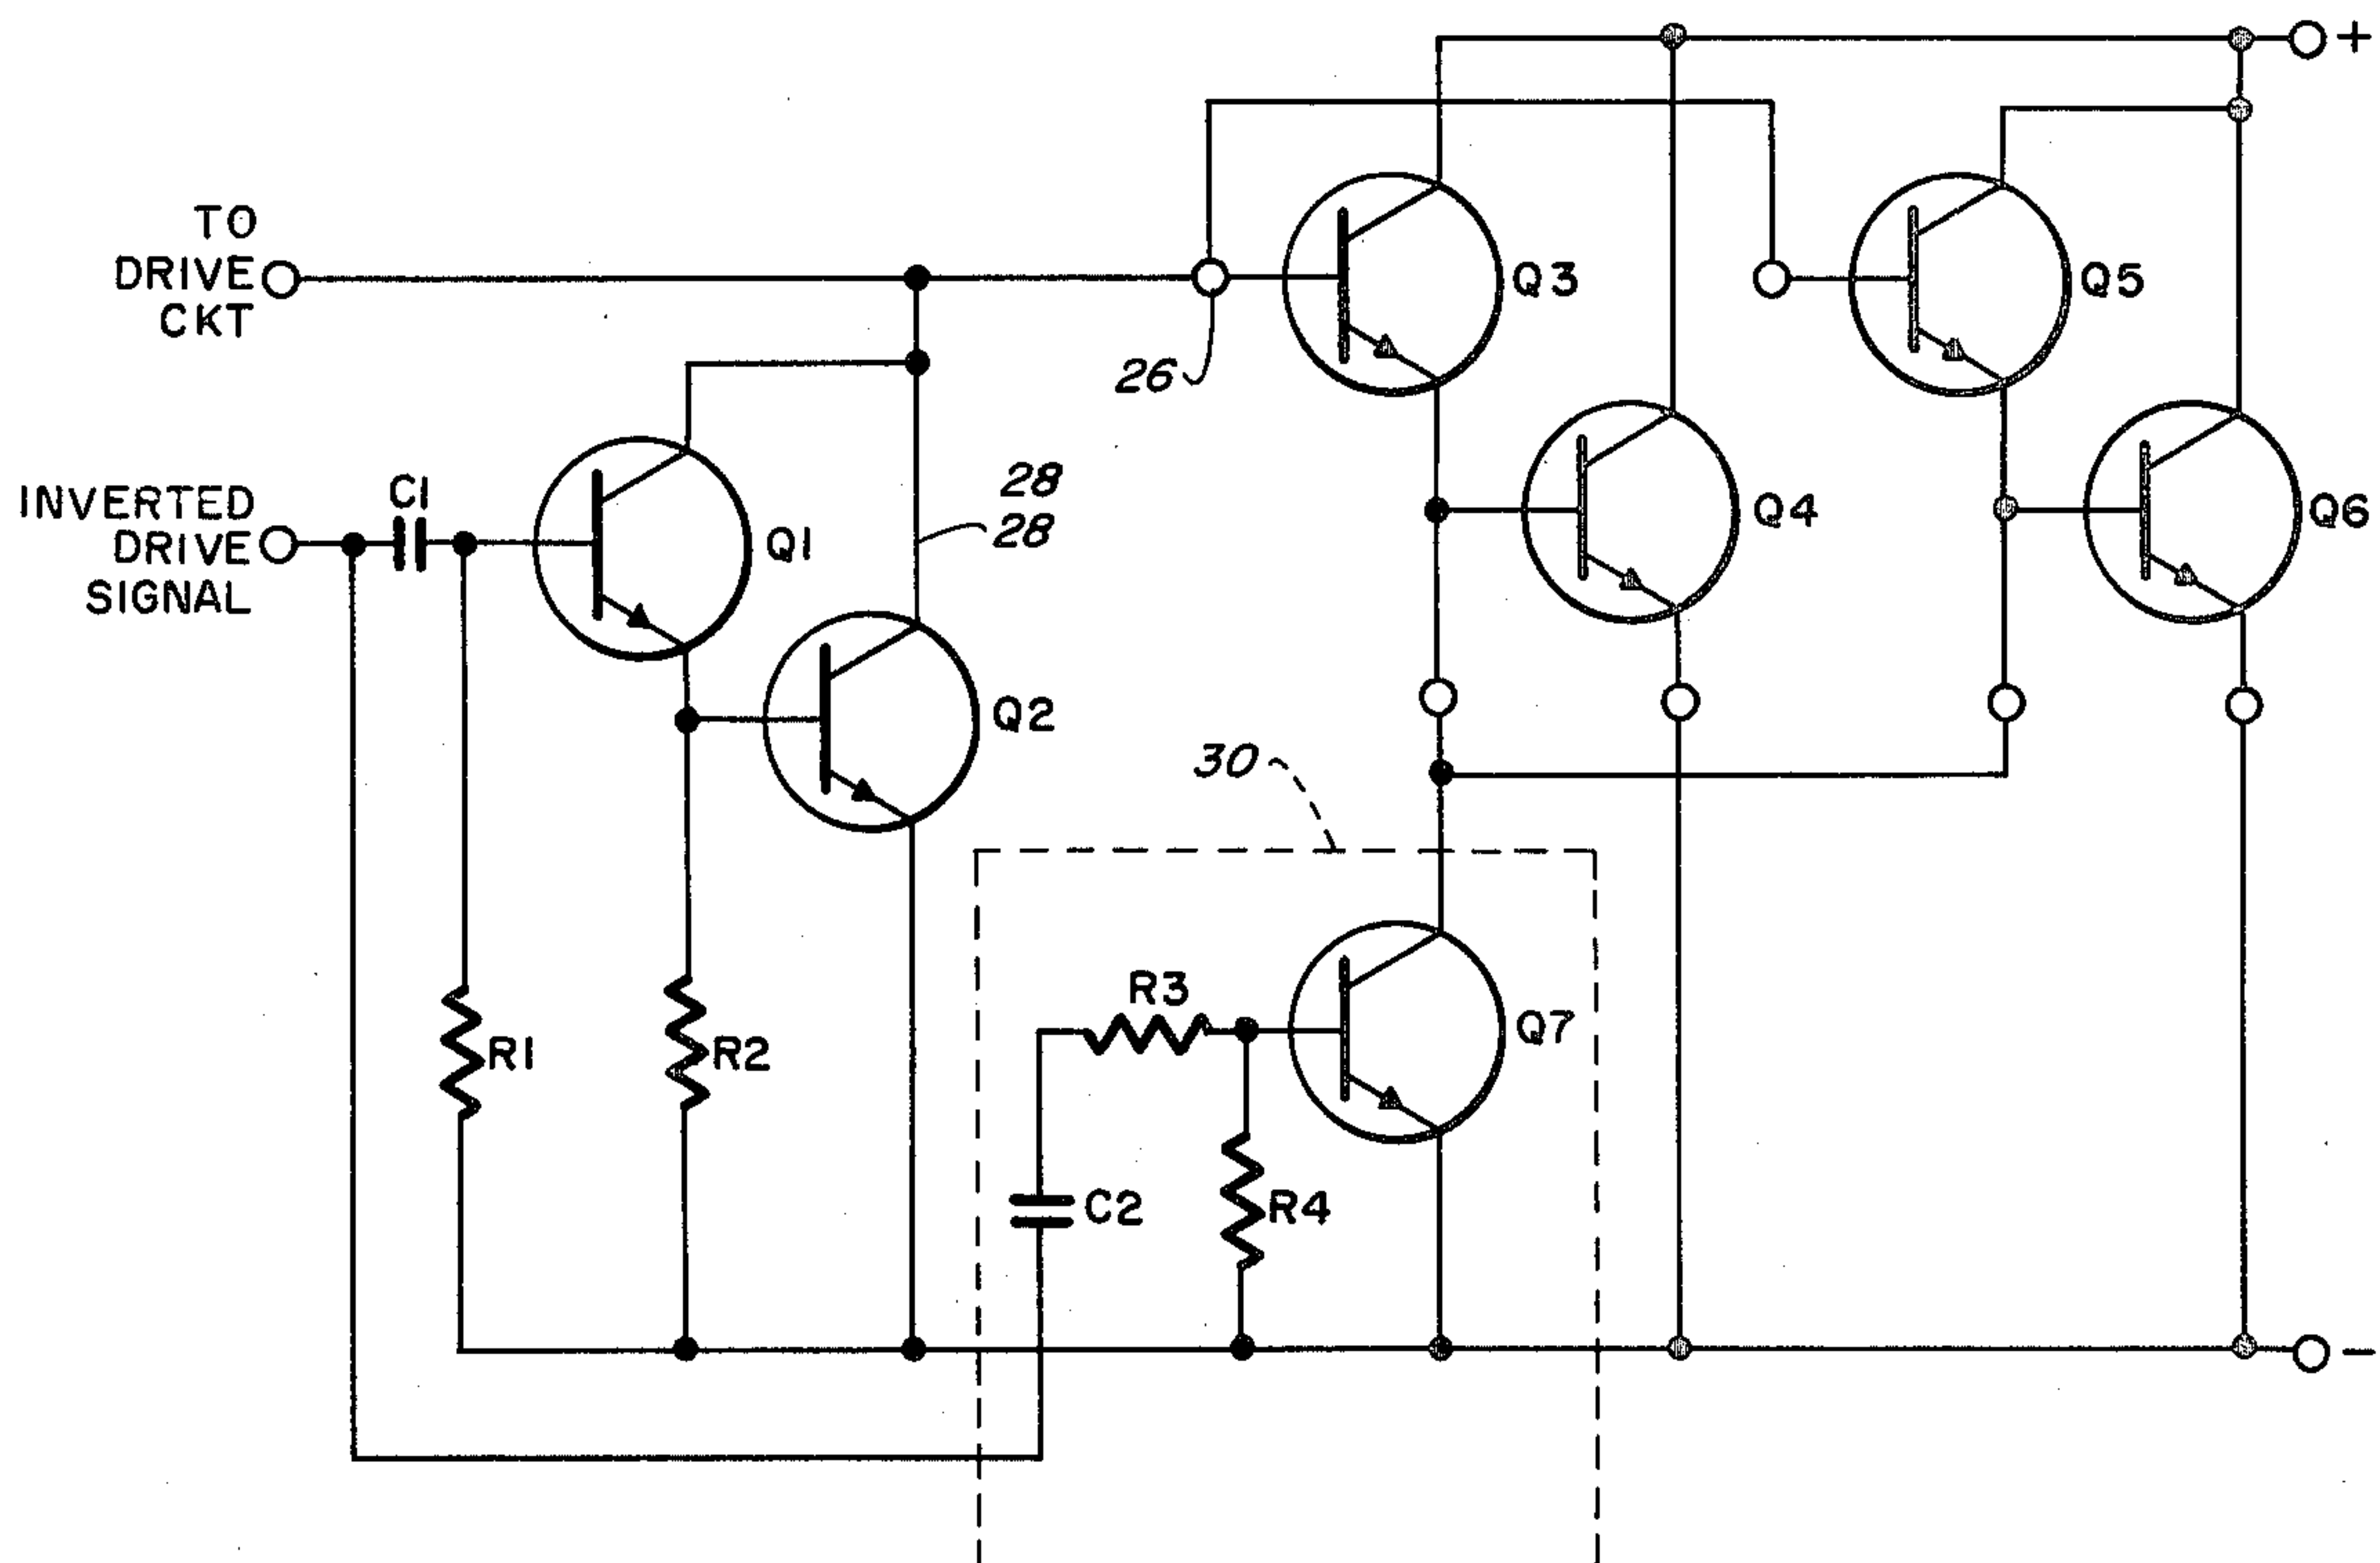 +
TO
DRIVE
CKT
Q3
Q5
26
INVERTED
DRIVE
SIGNAL
C1
Q1
28
28
Q4
Q6
Q2
30
R1
R2
R3
Q7
C2
R4
-